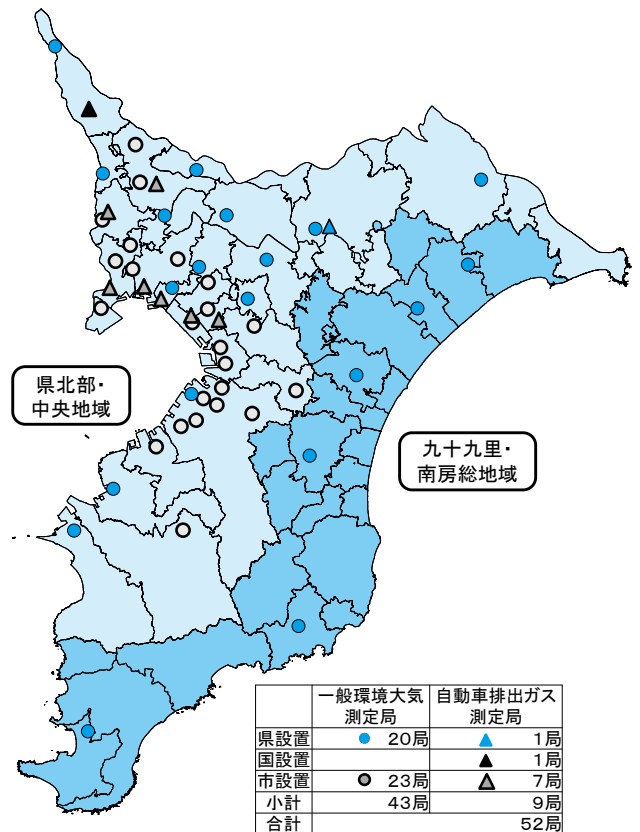 県北部・
中央地域
九十九里・
南房総地域
一般環境大気
測定局
自動車排出ガス
測定局
県設置 20局 1局
国設置 1局
市設置 23局 7局
小計 43局 9局
合計 52局